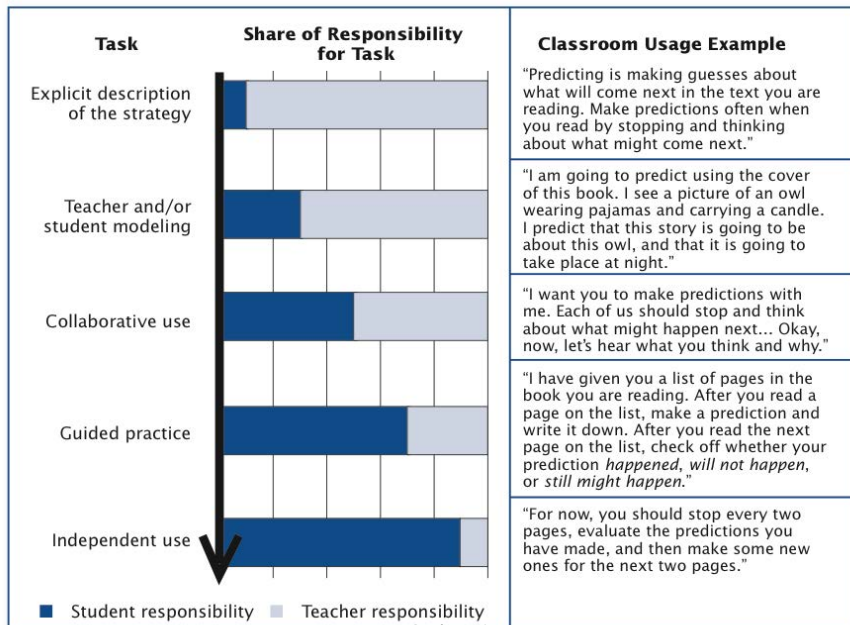 Task
Share of Responsibility
for Task
Classroom Usage Example
Explicit description
of the strategy
“Predicting is making guesses about
what will come next in the text you are
reading. Make predictions often when
you read by stopping and thinking
about what might come next.”
Teacher and/or
student modeling
“I am going to predict using the cover
of this book. I see a picture of an owl
wearing pajamas and carrying a candle.
I predict that this story is going to be
about this owl, and that it is going to
take place at night.”
Collaborative use
“I want you to make predictions with
me. Each of us should stop and think
about what might happen next... Okay,
now, let’s hear what you think and why.”
Guided practice
“I have given you a list of pages in the
book you are reading. After you read a
page on the list, make a prediction and
write it down. After you read the next
page on the list, check off whether your
prediction happened, will not happen,
or still might happen.”
Independent use
“For now, you should stop every two
pages, evaluate the predictions you
have made, and then make some new
ones for the next two pages.”
Student responsibility
Teacher responsibility